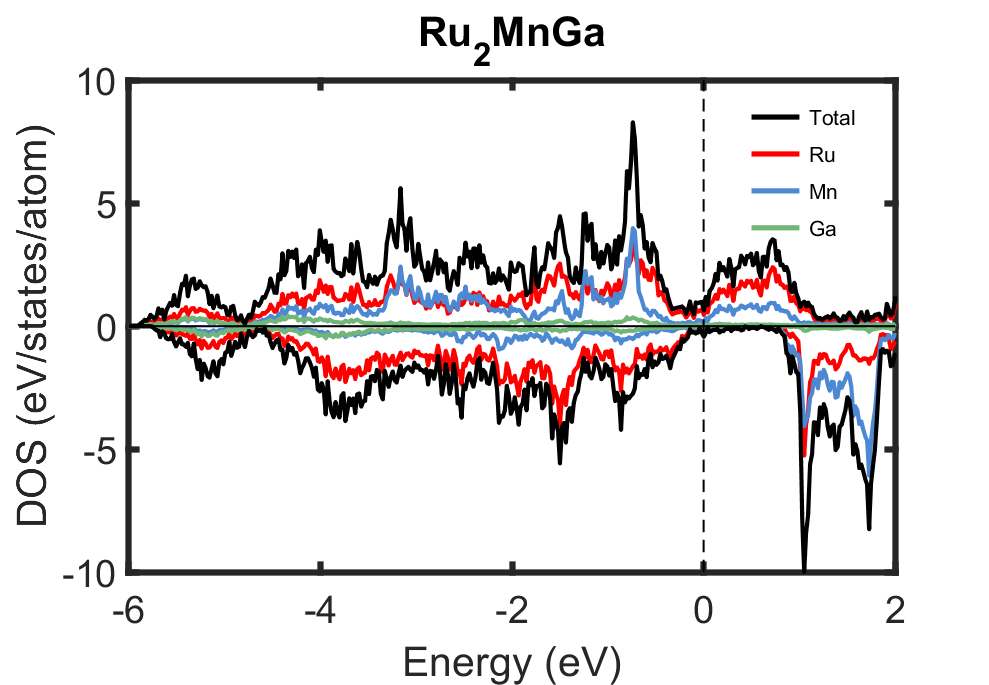 Ru₂MnGa
DOS (eV/states/atom)
10
5
0
-5
-10
Total
Ru
Mn
Ga
-6 -4 -2 0 2
Energy (eV)